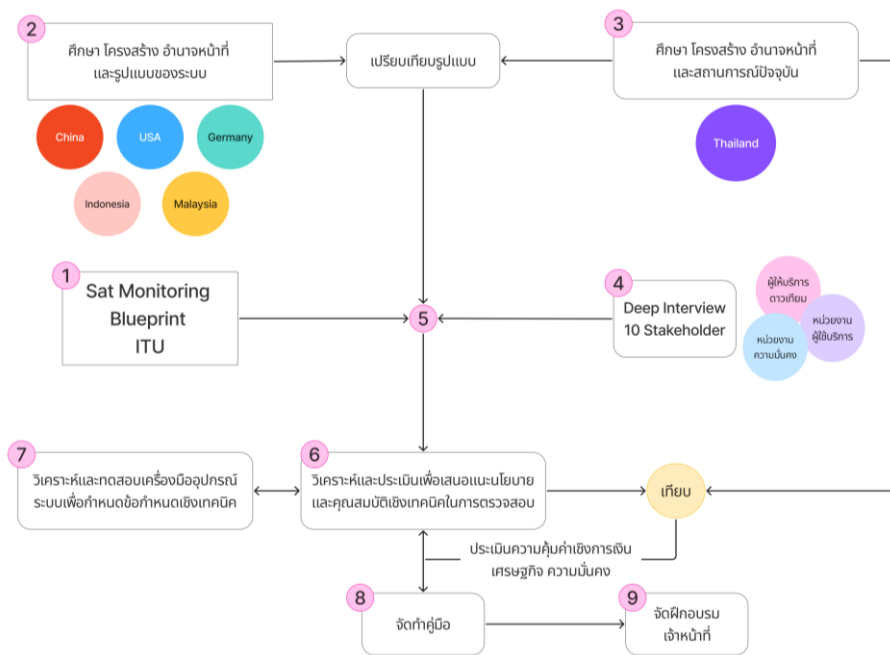 2
ศึกษา โครงสร้าง อำนาจหน้าที่
และรูปแบบของระบบ
เปรียบเทียบรูปแบบ
3
ศึกษา โครงสร้าง อำนาจหน้าที่
และสถานการณ์ปัจจุบัน
China
USA
Germany
Indonesia
Malaysia
Thailand
1
Sat Monitoring
Blueprint
ITU
5
4
Deep Interview
10 Stakeholder
ผู้ให้บริการ
ดาวเทียม
หน่วยงาน
ผู้ใช้บริการ
หน่วยงาน
ความมั่นคง
7
วิเคราะห์และทดสอบเครื่องมืออุปกรณ์
ระบบเพื่อกำหนดข้อกำหนดเชิงเทคนิค
6
วิเคราะห์และประเมินเพื่อเสนอแนะนโยบาย
และคุณสมบัติเชิงเทคนิคในการตรวจสอบ
เทียบ
ประเมินความคุ้มค่าเชิงการเงิน
เศรษฐกิจ ความมั่นคง
8
จัดทำคู่มือ
9
จัดฝึกอบรม
เจ้าหน้าที่